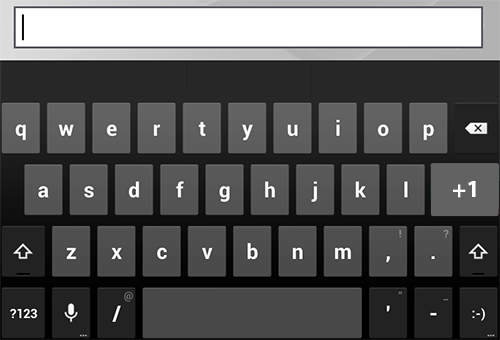 q w e r t y u i o p
a s d f g h j k l +1
z x c v b n m , ! . ?
?123 / @ ' " - _ :-)